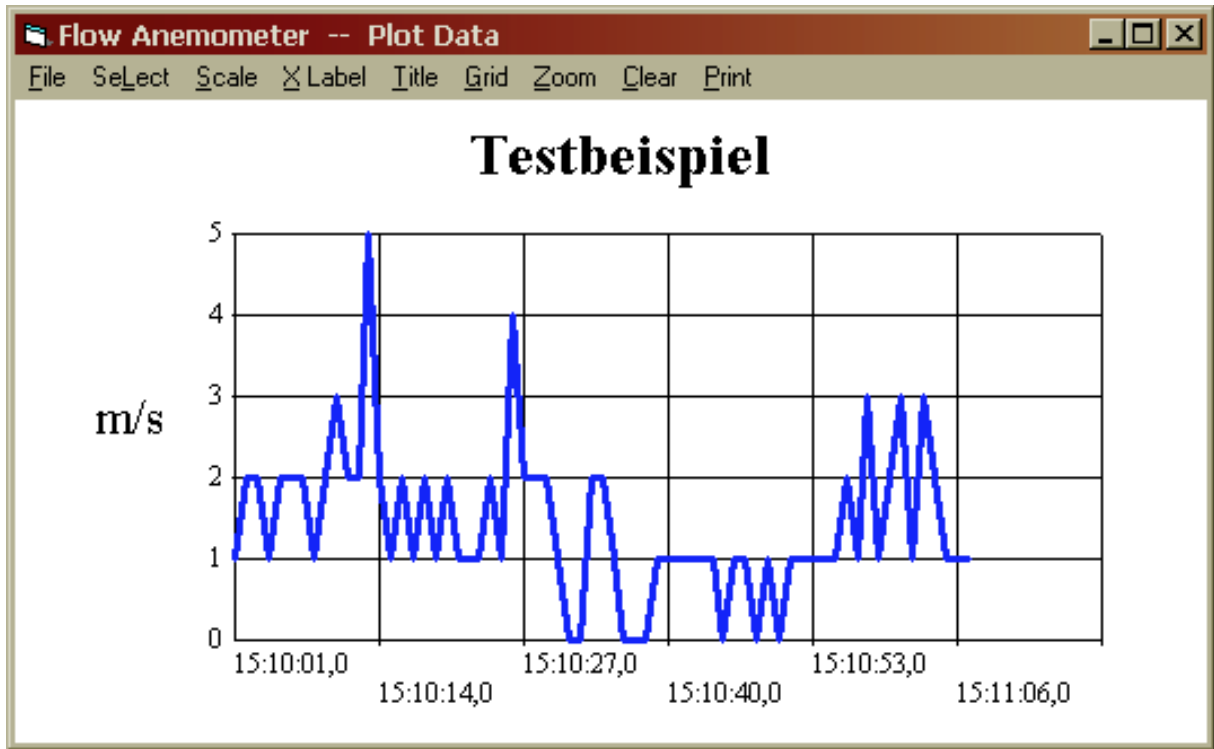 Flow Anemometer -- Plot Data
File SeLect Scale X Label Title Grid Zoom Clear Print
Testbeispiel
5
4
3
m/s
2
1
0
15:10:01,0 15:10:27,0 15:10:53,0
15:10:14,0 15:10:40,0 15:11:06,0